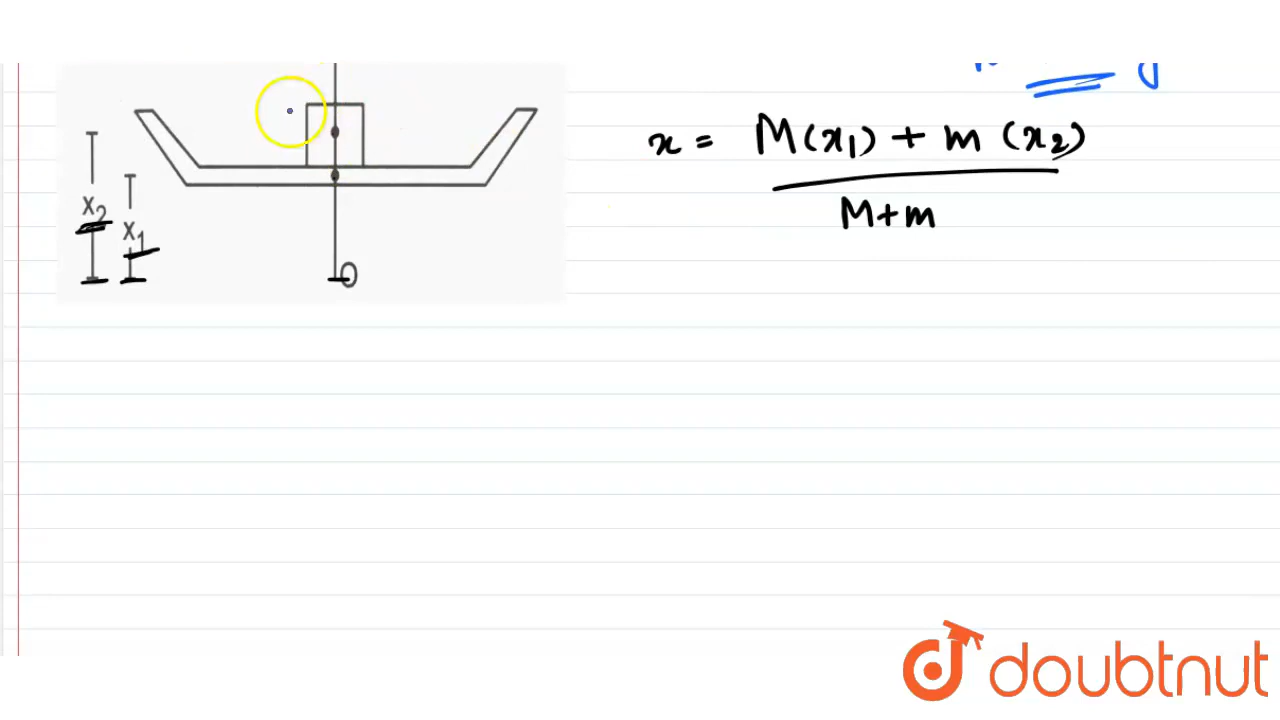 x = M(x₁) + m (x₂)
M+m
x₂
x₁
O
doubtnut